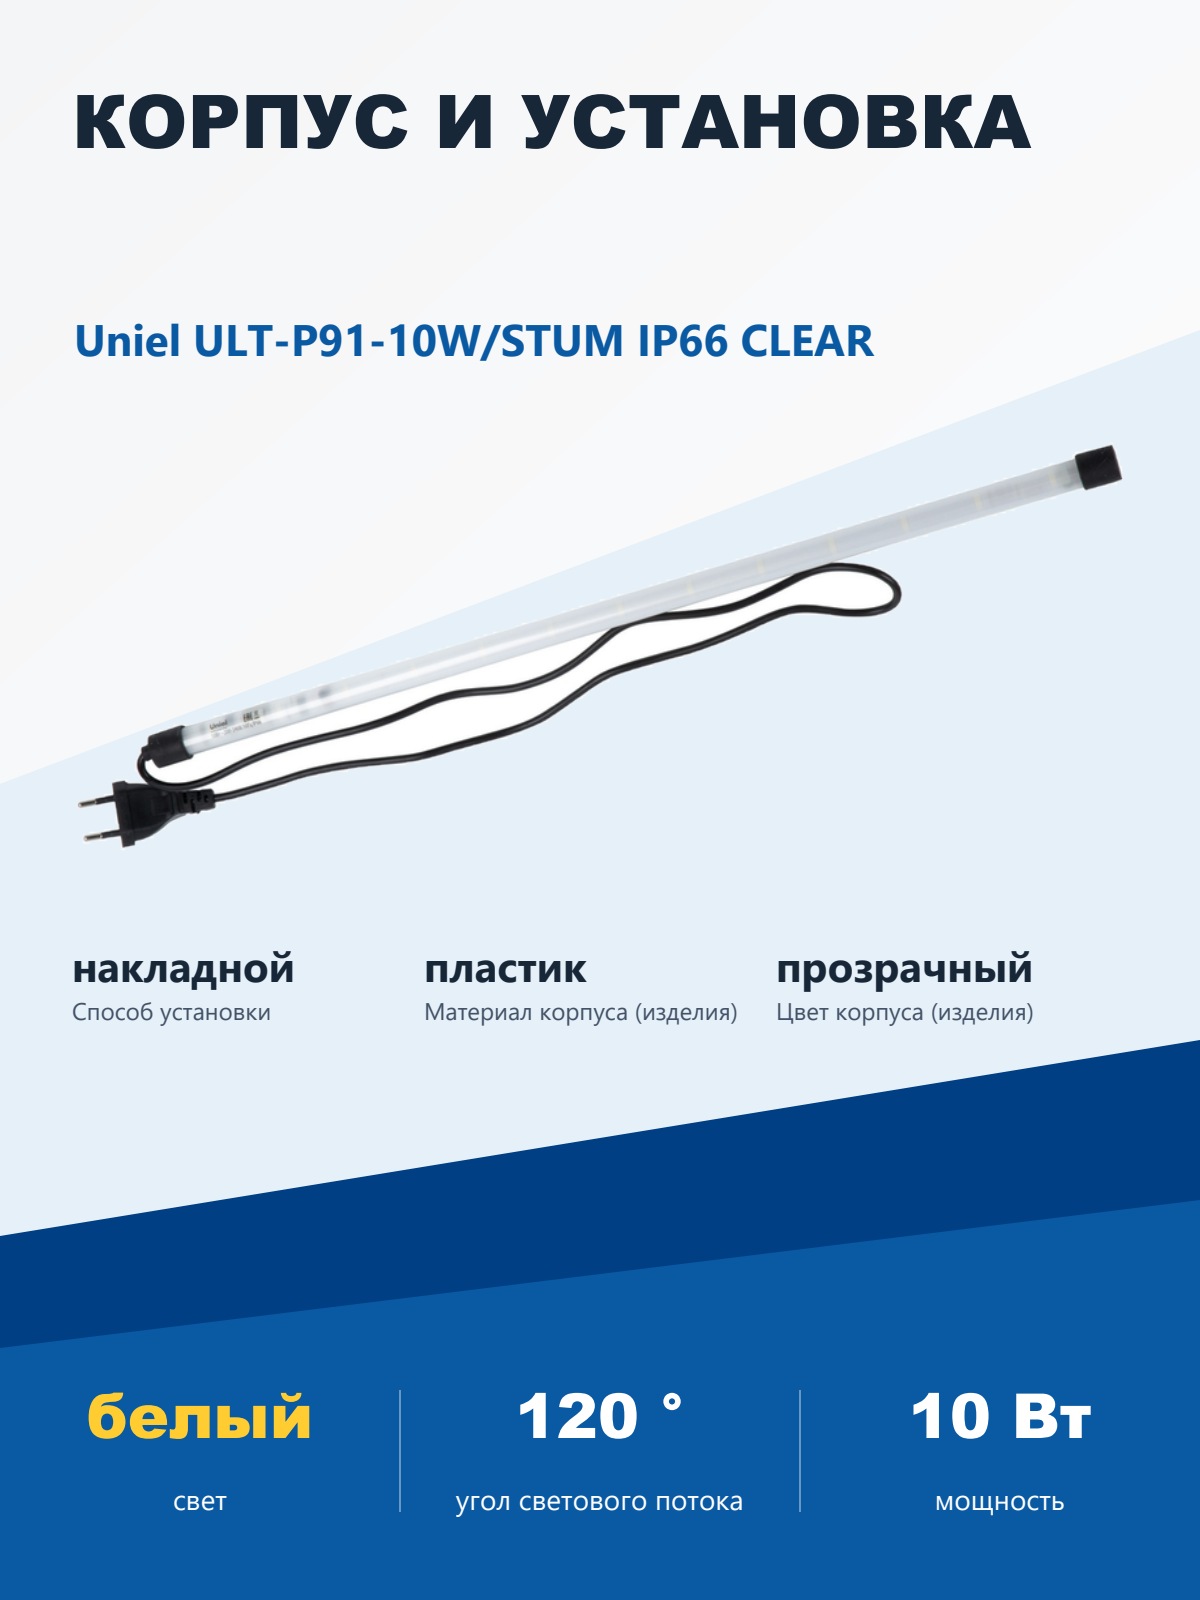 КОРПУС И УСТАНОВКА
Uniel ULT-P91-10W/STUM IP66 CLEAR
Uniel
накладной
Способ установки
пластик
Материал корпуса (изделия)
прозрачный
Цвет корпуса (изделия)
белый
свет
120 °
угол светового потока
10 Вт
мощность